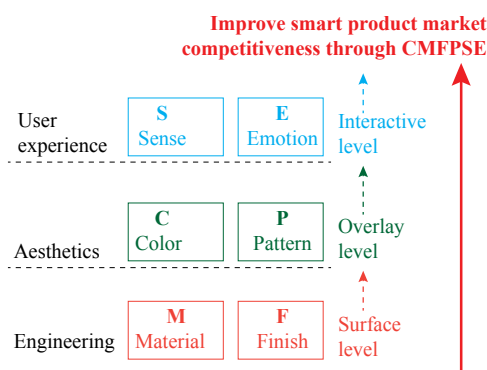 Improve smart product market
competitiveness through CMFPSE
User
experience
S
Sense
E
Emotion
Interactive
level
Aesthetics
C
Color
P
Pattern
Overlay
level
Engineering
M
Material
F
Finish
Surface
level